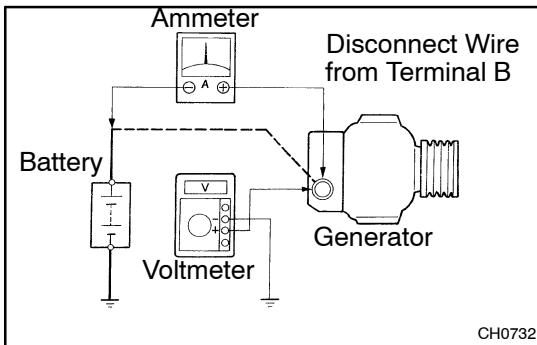 Ammeter
Disconnect Wire
from Terminal B
⊖ A ⊕
Battery
V
−
+
Generator
Voltmeter
CH0732